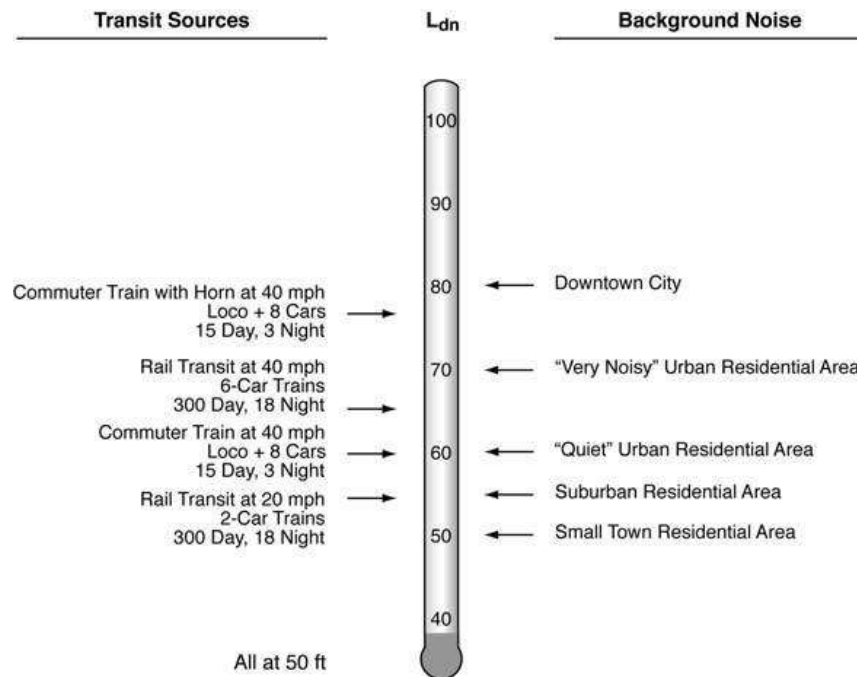 Transit Sources
Ldn
Background Noise
100
90
80
70
60
50
40
Commuter Train with Horn at 40 mph
Loco + 8 Cars
15 Day, 3 Night
Rail Transit at 40 mph
6-Car Trains
300 Day, 18 Night
Commuter Train at 40 mph
Loco + 8 Cars
15 Day, 3 Night
Rail Transit at 20 mph
2-Car Trains
300 Day, 18 Night
All at 50 ft
Downtown City
“Very Noisy” Urban Residential Area
“Quiet” Urban Residential Area
Suburban Residential Area
Small Town Residential Area